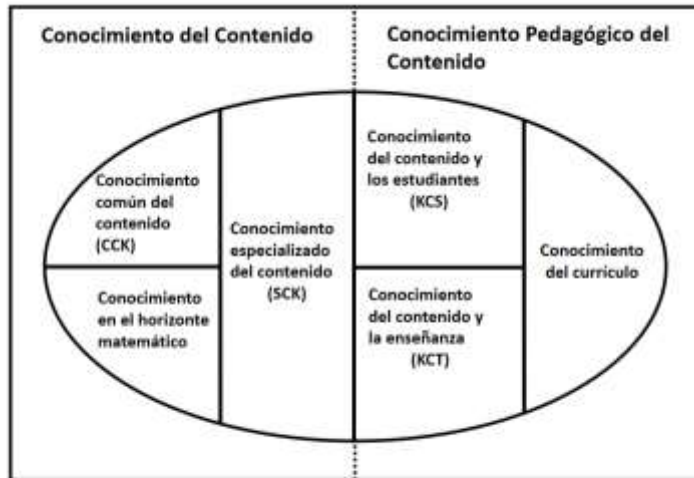 Conocimiento del Contenido
Conocimiento Pedagógico del
Contenido
Conocimiento
común del
contenido
(CCK)
Conocimiento
en el horizonte
matemático
Conocimiento
especializado
del contenido
(SCK)
Conocimiento
del contenido y
los estudiantes
(KCS)
Conocimiento
del contenido y
la enseñanza
(KCT)
Conocimiento
del curriculo